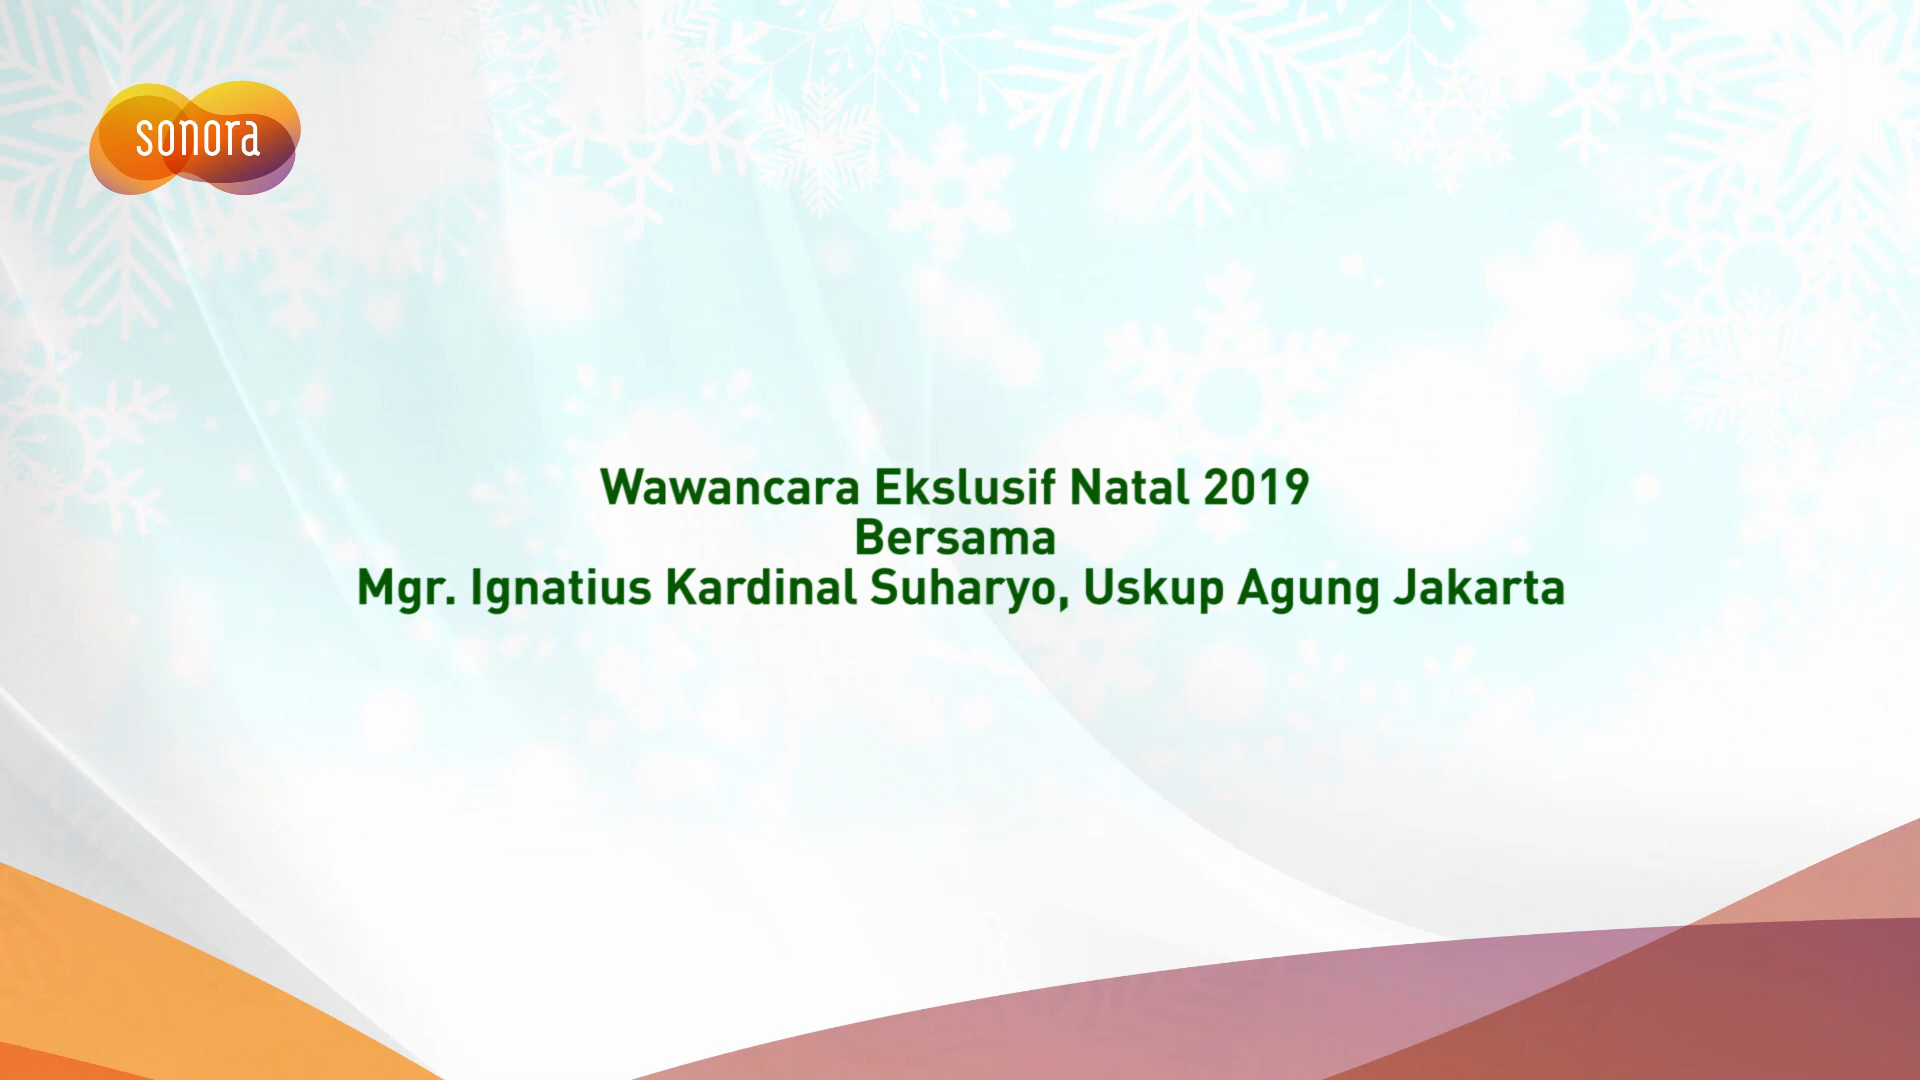 sonora
Wawancara Ekslusif Natal 2019
Bersama
Mgr. Ignatius Kardinal Suharyo, Uskup Agung Jakarta